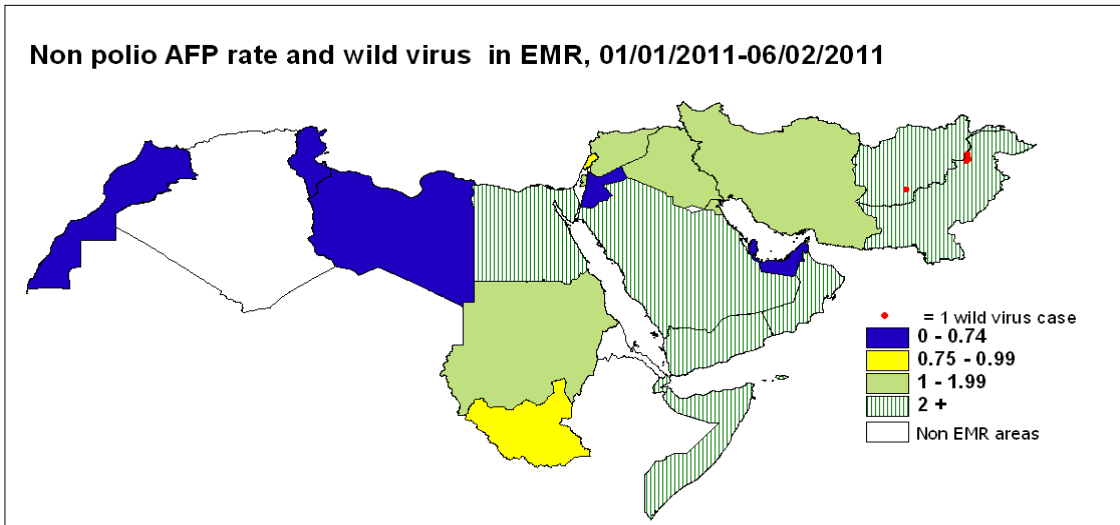 Non polio AFP rate and wild virus in EMR, 01/01/2011-06/02/2011
= 1 wild virus case
0 - 0.74
0.75 - 0.99
1 - 1.99
2 +
Non EMR areas